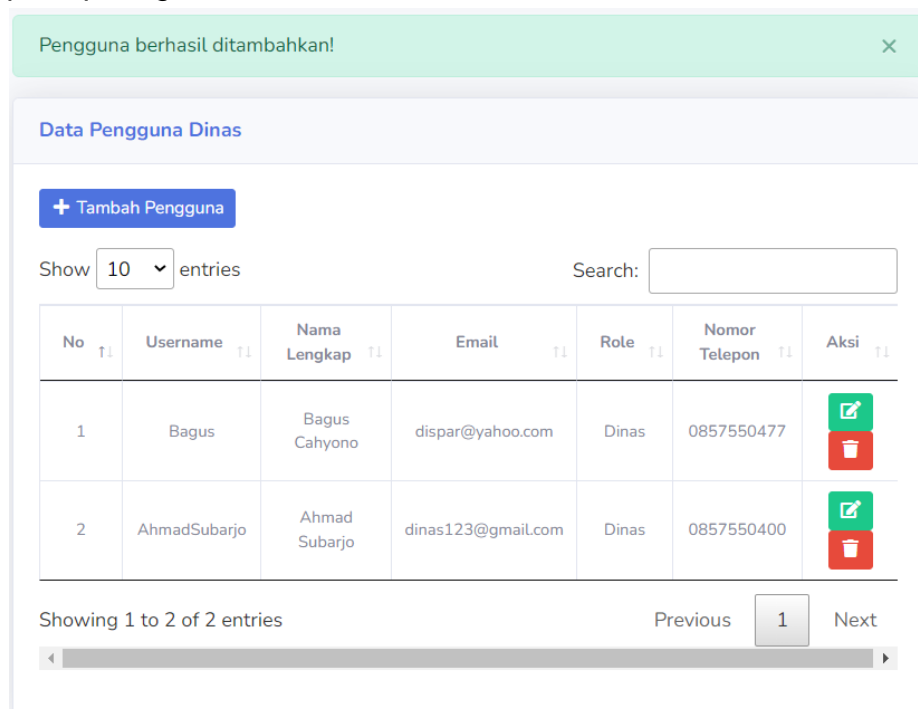 Pengguna berhasil ditambahkan! ×
Data Pengguna Dinas
+ Tambah Pengguna
Show 10 entries Search:
No Username Nama Lengkap Email Role Nomor Telepon Aksi
1 Bagus Bagus Cahyono dispar@yahoo.com Dinas 0857550477
2 AhmadSubarjo Ahmad Subarjo dinas123@gmail.com Dinas 0857550400
Showing 1 to 2 of 2 entries Previous 1 Next